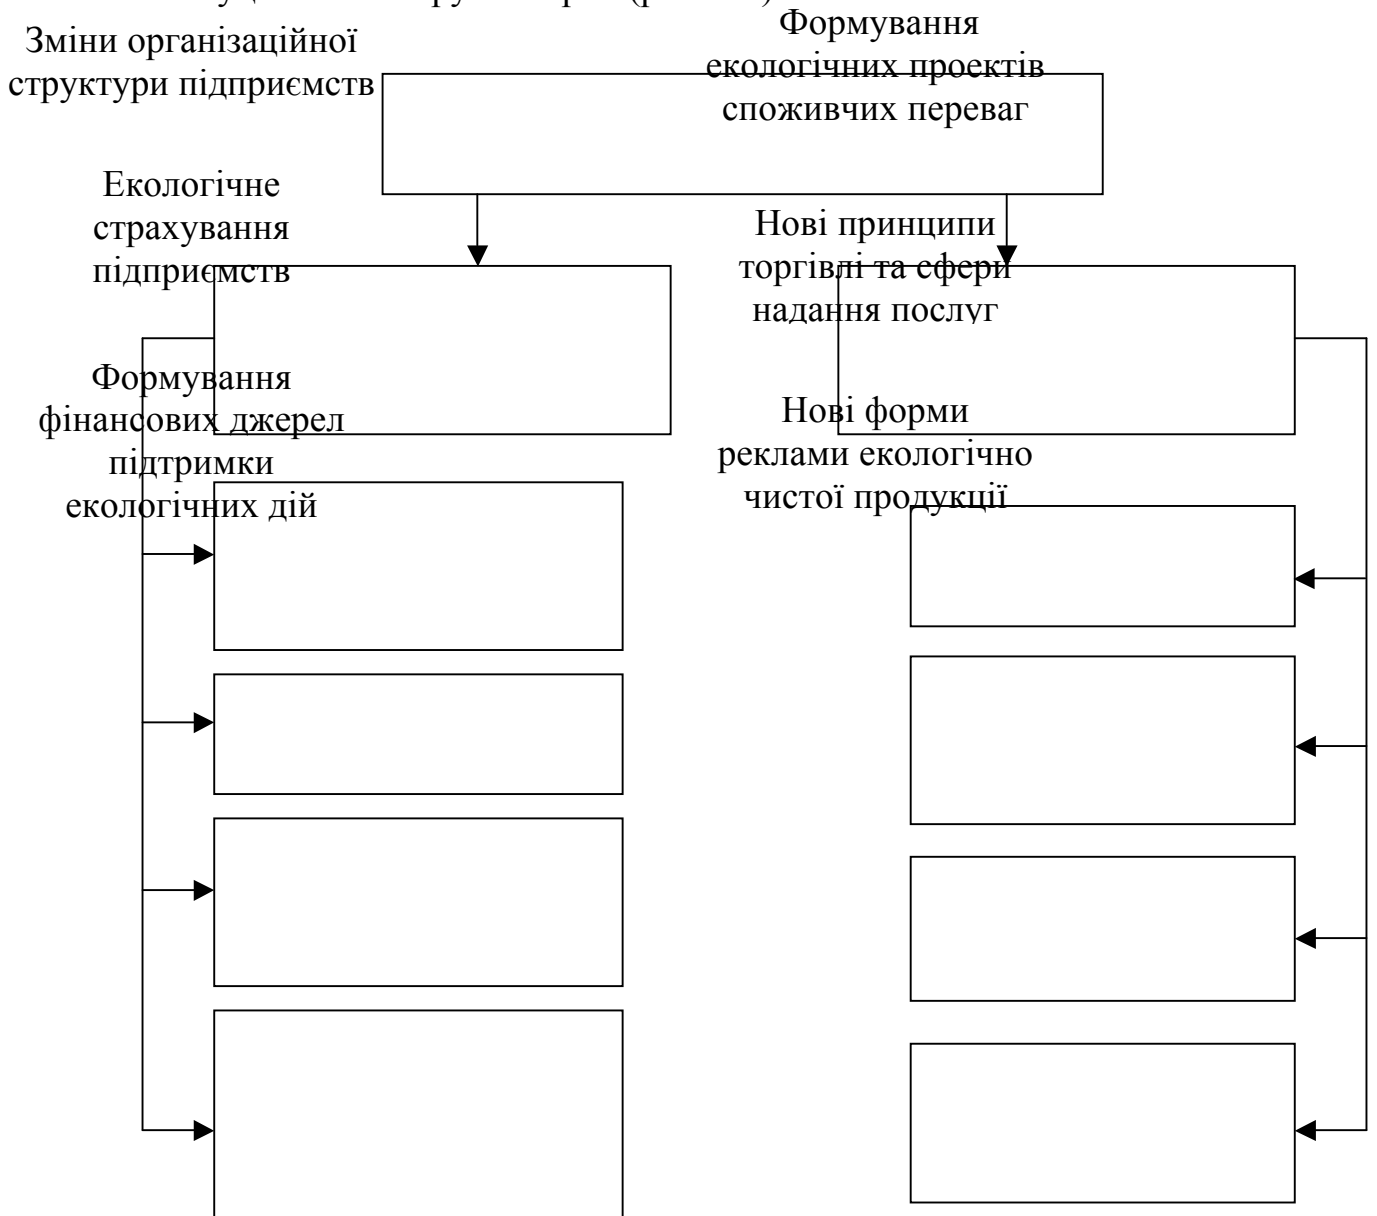 Зміни організаційної
структури підприємств
Формування
екологічних проектів
споживчих переваг
Екологічне
страхування
підприємств
Нові принципи
торгівлі та сфери
надання послуг
Формування
фінансових джерел
підтримки
екологічних дій
Нові форми
реклами екологічно
чистої продукції